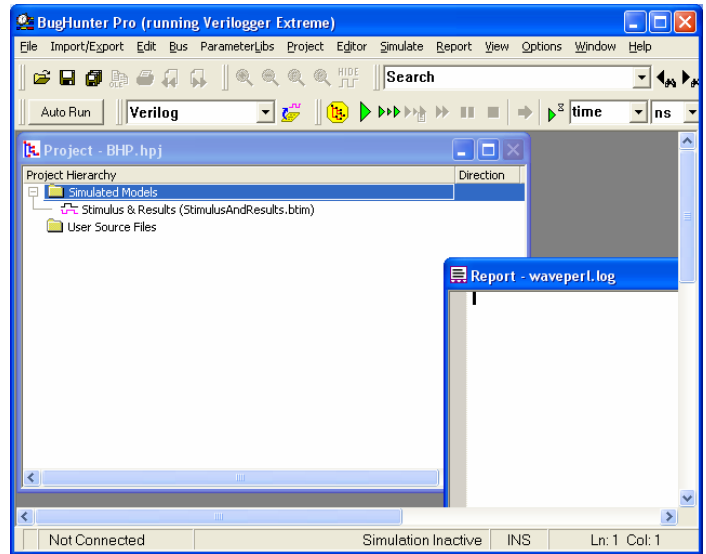 BugHunter Pro (running Verilogger Extreme)
File Import/Export Edit Bus ParameterLibs Project Editor Simulate Report View Options Window Help
HIDE Search
Auto Run Verilog time ns
Project - BHP.hpj
Project Hierarchy Direction
Simulated Models
Stimulus & Results (StimulusAndResults.btim)
User Source Files
Report - waveperl.log
Not Connected Simulation Inactive INS Ln: 1 Col: 1